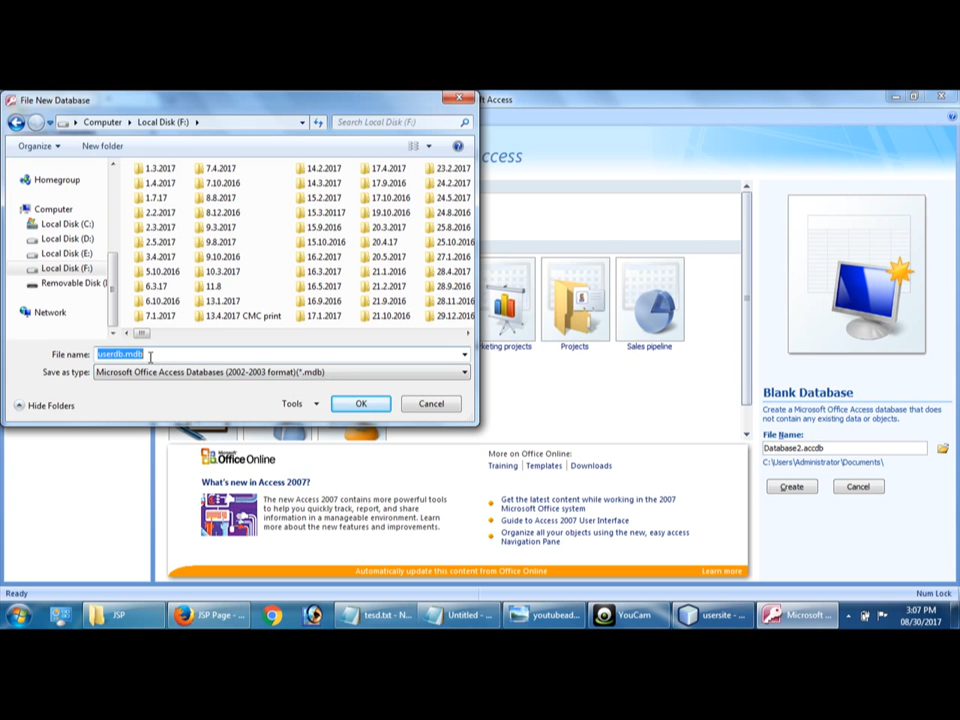 File New Database
t Access
Computer
Local Disk (F:)
Search Local Disk (F:)
Organize
New folder
Homegroup
Computer
Local Disk (C:)
Local Disk (D:)
Local Disk (E:)
Local Disk (F:)
Removable Disk (I
Network
1.3.2017 7.4.2017 14.2.2017 17.4.2017 23.2.2017
1.4.2017 7.10.2016 14.3.2017 17.9.2016 24.2.2017
1.7.17 8.8.2017 15.2.2017 17.10.2016 24.5.2017
2.2.2017 8.12.2016 15.3.20117 19.10.2016 24.8.2016
2.3.2017 9.3.2017 15.9.2016 20.3.2017 25.8.2016
2.5.2017 9.8.2017 15.10.2016 20.4.17 25.10.2016
3.4.2017 9.10.2016 16.2.2017 20.5.2017 27.1.2016
5.10.2016 10.3.2017 16.3.2017 21.1.2016 28.4.2017
6.3.17 11.8 16.5.2017 21.2.2017 28.9.2016
6.10.2016 13.1.2017 16.9.2016 21.9.2016 28.11.2016
7.1.2017 13.4.2017 CMC print 17.1.2017 21.10.2016 29.12.2016
File name: userdb.mdb
Save as type: Microsoft Office Access Databases (2002-2003 format)(*.mdb)
Hide Folders
Tools
OK
Cancel
ccess
keting projects
Projects
Sales pipeline
Blank Database
Create a Microsoft Office Access database that does
not contain any existing data or objects.
File Name:
Database2.accdb
C:\Users\Administrator\Documents\
Create
Cancel
Microsoft
Office Online
What's new in Access 2007?
The new Access 2007 contains more powerful tools
to help you quickly track, report, and share
information in a manageable environment. Learn
more about the new features and improvements.
More on Office Online:
Training | Templates | Downloads
Get the latest content while working in the 2007
Microsoft Office system
Guide to Access 2007 User Interface
Organize all your objects using the new, easy access
Navigation Pane
Automatically update this content from Office Online
Learn more
Ready
Num Lock
JSP
JSP Page - ...
tesd.txt - N...
Untitled - ...
youtubead...
YouCam
usersite - ...
Microsoft ...
3:07 PM
08/30/2017